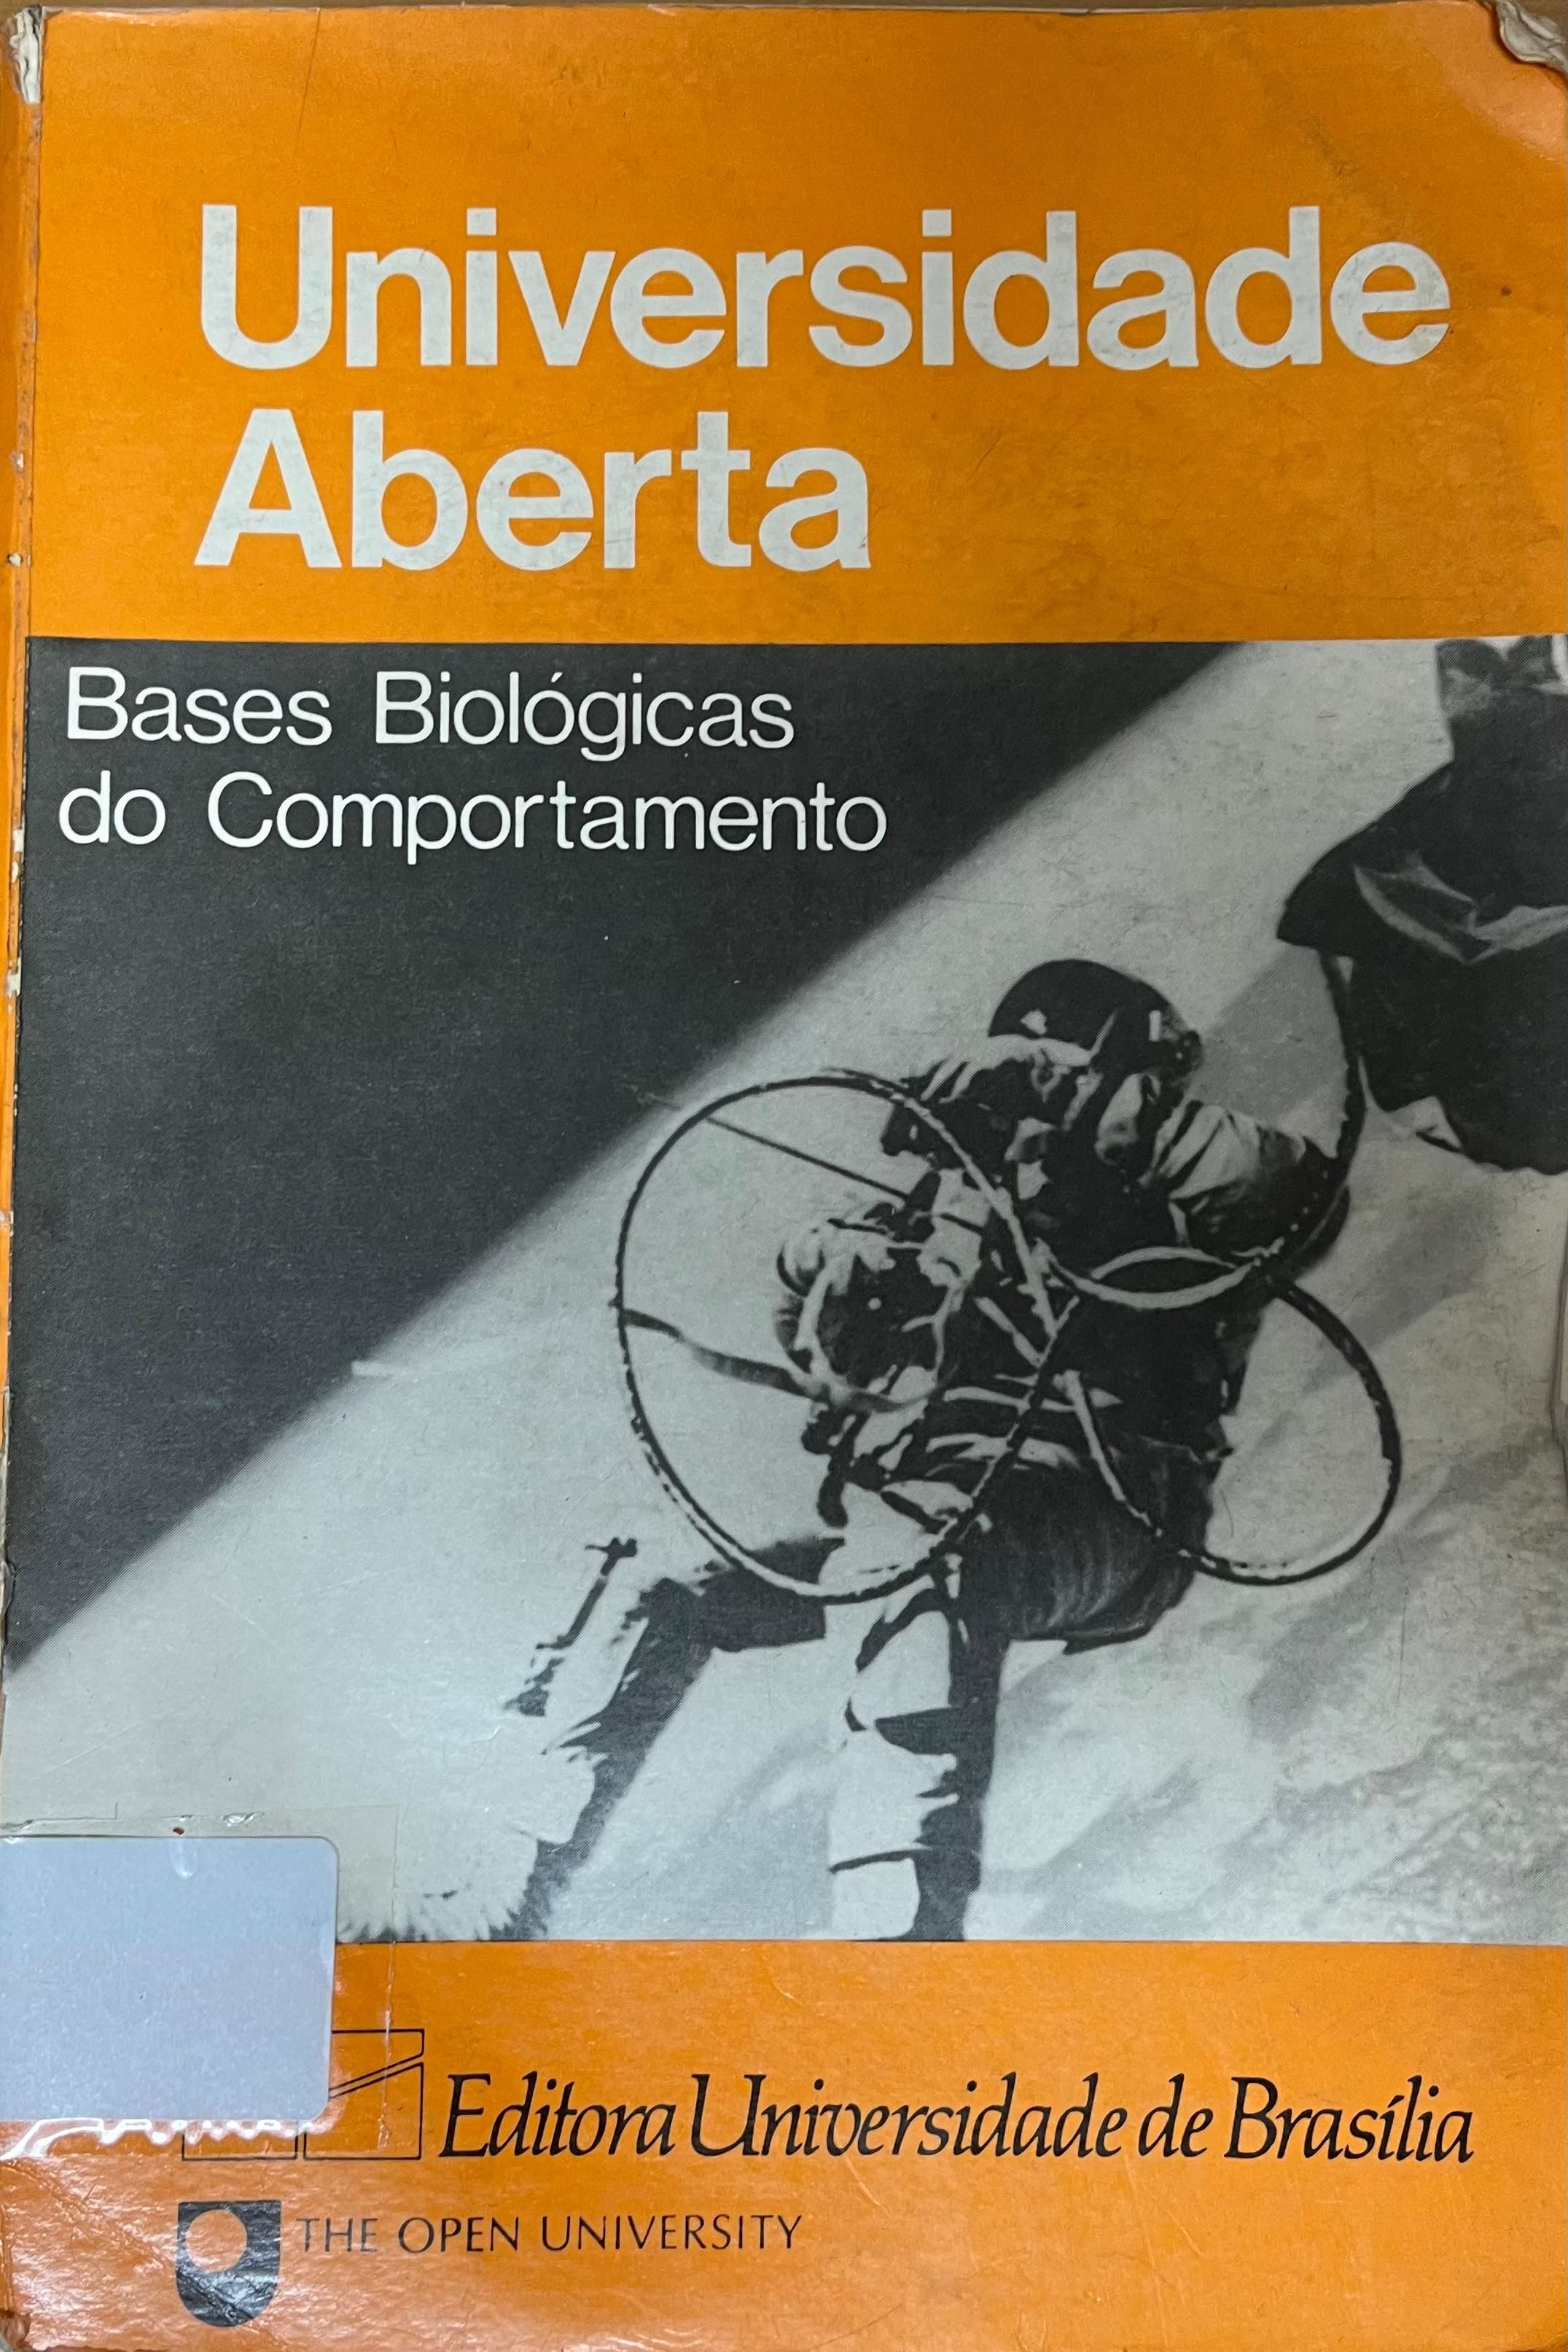 Universidade
Aberta
Bases Biológicas
do Comportamento
Editora Universidade de Brasília
THE OPEN UNIVERSITY